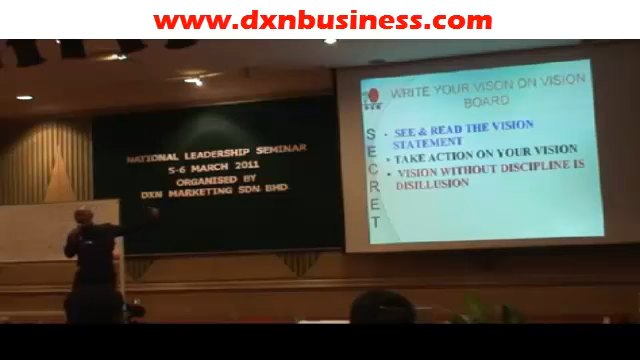 www.dxnbusiness.com
NATIONAL LEADERSHIP SEMINAR
5-6 MARCH 2011
ORGANISED BY
DXN MARKETING SDN. BHD.
DXN
SECRET
WRITE YOUR VISON ON VISION
BOARD
• SEE & READ THE VISION
STATEMENT
• TAKE ACTION ON YOUR VISION
• VISION WITHOUT DISCIPLINE IS
DISILLUSION